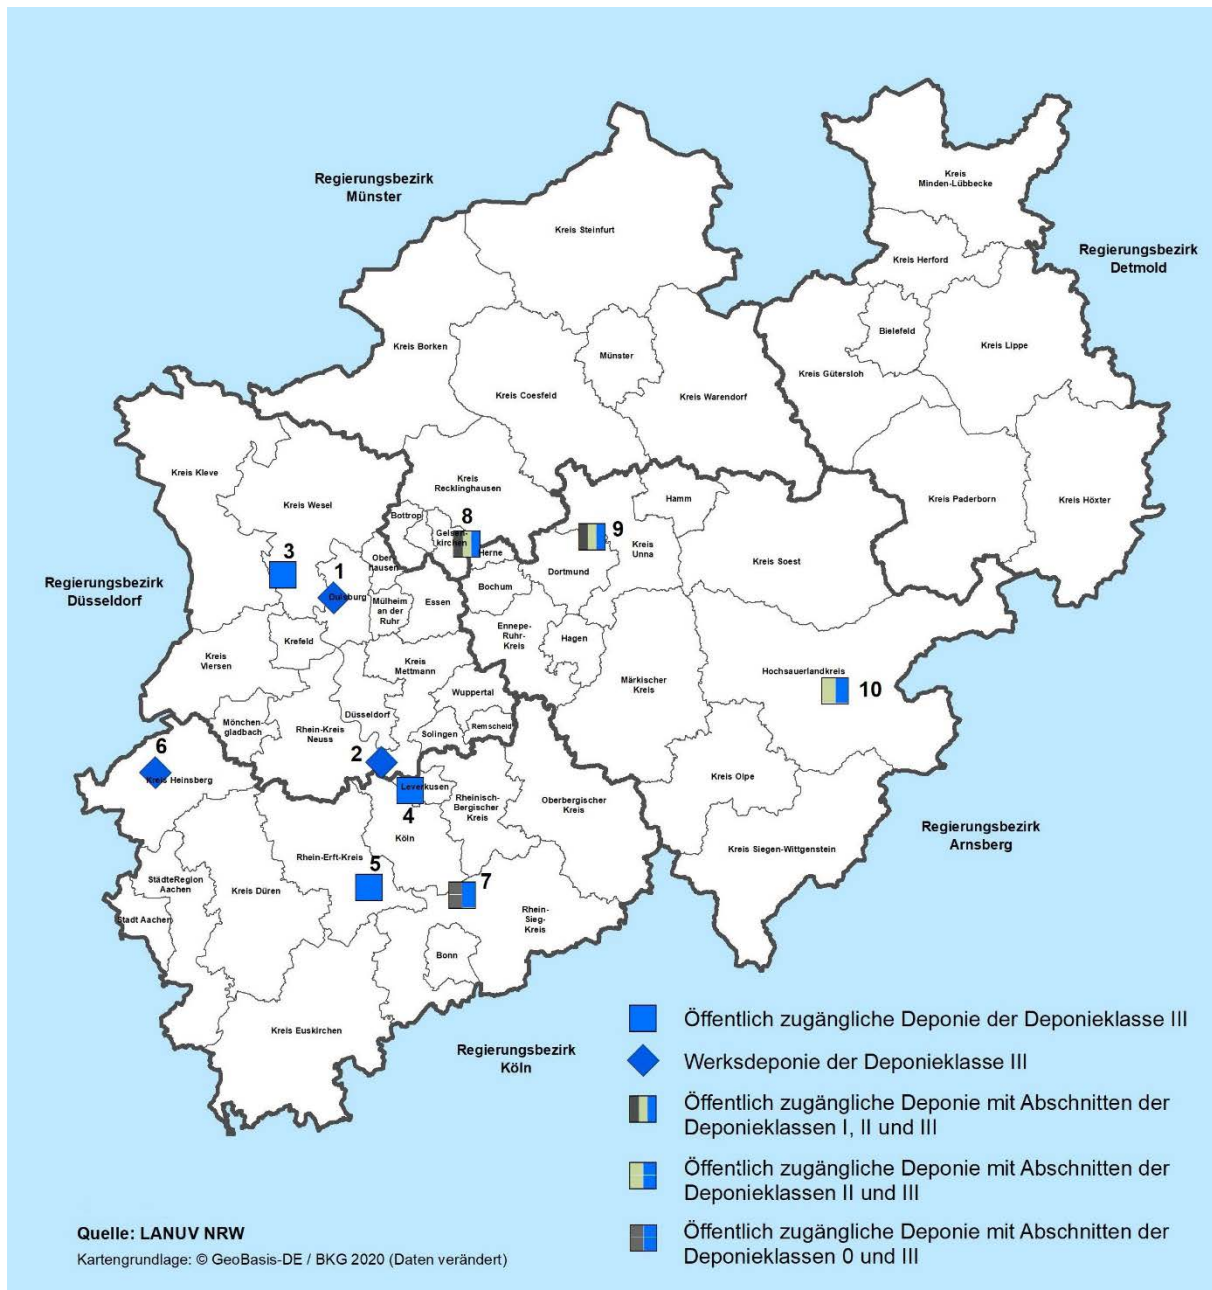 Regierungsbezirk
Münster
Kreis
Minden-Lübbecke
Kreis Steinfurt
Regierungsbezirk
Detmold
Kreis Herford
Bielefeld
Kreis Lippe
Kreis Borken
Münster
Kreis Gütersloh
Kreis Coesfeld
Kreis Warendorf
Kreis Kleve
Kreis
Recklinghausen
Kreis Wesel
Hamm
Kreis Paderborn
Kreis Höxter
Bottrop
8
9
Gelsen-
kirchen
Herne
Kreis
Unna
3
Ober
hausen
Kreis Soest
1
Dortmund
Regierungsbezirk
Düsseldorf
Bochum
Duisburg
Mülheim
an der
Ruhr
Essen
Ennepe-
Ruhr-
Kreis
Hagen
Krefeld
Kreis
Viersen
Kreis
Mettmann
Hochsauerlandkreis
Märkischer
Kreis
10
Wuppertal
Düsseldorf
Mönchen-
gladbach
Rhein-Kreis
Neuss
Remscheid
Solingen
6
2
Kreis Heinsberg
Kreis Olpe
Leverkusen
Rheinisch-
Bergischer
Kreis
Oberbergischer
Kreis
4
Köln
Regierungsbezirk
Arnsberg
Kreis Siegen-Wittgenstein
Rhein-Erft-Kreis
5
7
StädteRegion
Aachen
Kreis Düren
Stadt Aachen
Rhein-
Sieg-
Kreis
Bonn
Kreis Euskirchen
Regierungsbezirk
Köln
Öffentlich zugängliche Deponie der Deponieklasse III
Werksdeponie der Deponieklasse III
Öffentlich zugängliche Deponie mit Abschnitten der
Deponieklassen I, II und III
Öffentlich zugängliche Deponie mit Abschnitten der
Deponieklassen II und III
Öffentlich zugängliche Deponie mit Abschnitten der
Deponieklassen 0 und III
Quelle: LANUV NRW
Kartengrundlage: © GeoBasis-DE / BKG 2020 (Daten verändert)